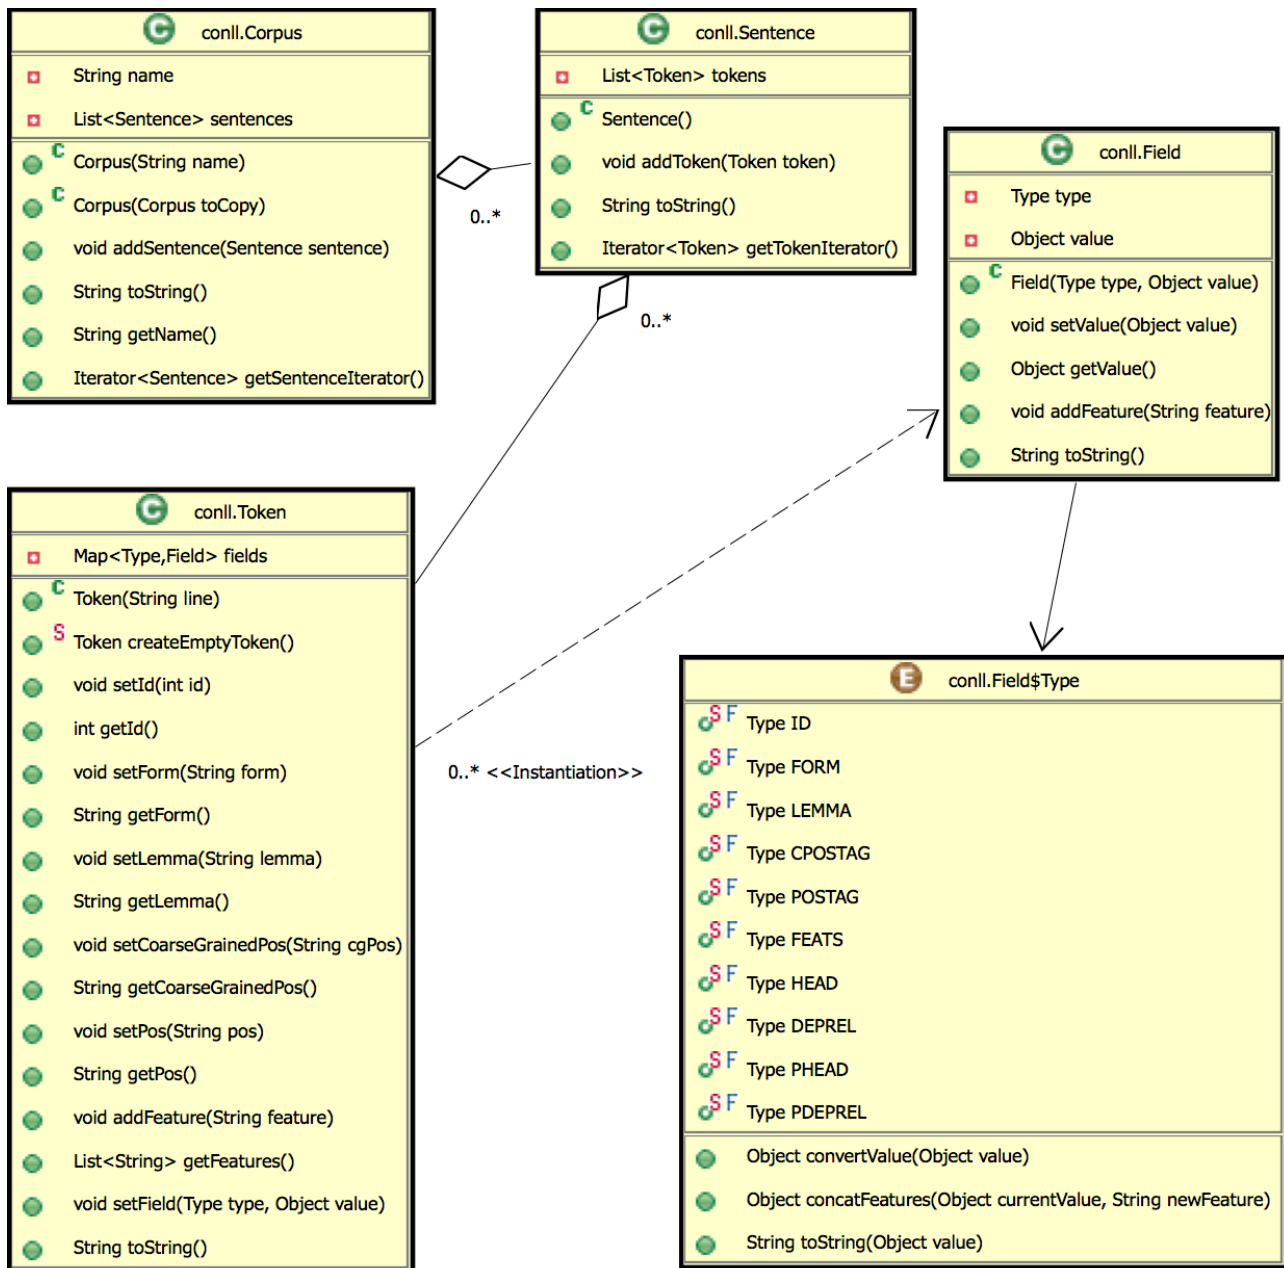 C conll.Corpus
String name
List<Sentence> sentences
C Corpus(String name)
C Corpus(Corpus toCopy)
void addSentence(Sentence sentence)
String toString()
String getName()
Iterator<Sentence> getSentenceIterator()
0..*
C conll.Sentence
List<Token> tokens
C Sentence()
void addToken(Token token)
String toString()
Iterator<Token> getTokenIterator()
0..*
C conll.Field
Type type
Object value
C Field(Type type, Object value)
void setValue(Object value)
Object getValue()
void addFeature(String feature)
String toString()
C conll.Token
Map<Type,Field> fields
C Token(String line)
S Token createEmptyToken()
void setId(int id)
int getId()
void setForm(String form)
String getForm()
void setLemma(String lemma)
String getLemma()
void setCoarseGrainedPos(String cgPos)
String getCoarseGrainedPos()
void setPos(String pos)
String getPos()
void addFeature(String feature)
List<String> getFeatures()
void setField(Type type, Object value)
String toString()
0..* <<Instantiation>>
E conll.Field$Type
S F Type ID
S F Type FORM
S F Type LEMMA
S F Type CPOSTAG
S F Type POSTAG
S F Type FEATS
S F Type HEAD
S F Type DEPREL
S F Type PHEAD
S F Type PDEPREL
Object convertValue(Object value)
Object concatFeatures(Object currentValue, String newFeature)
String toString(Object value)